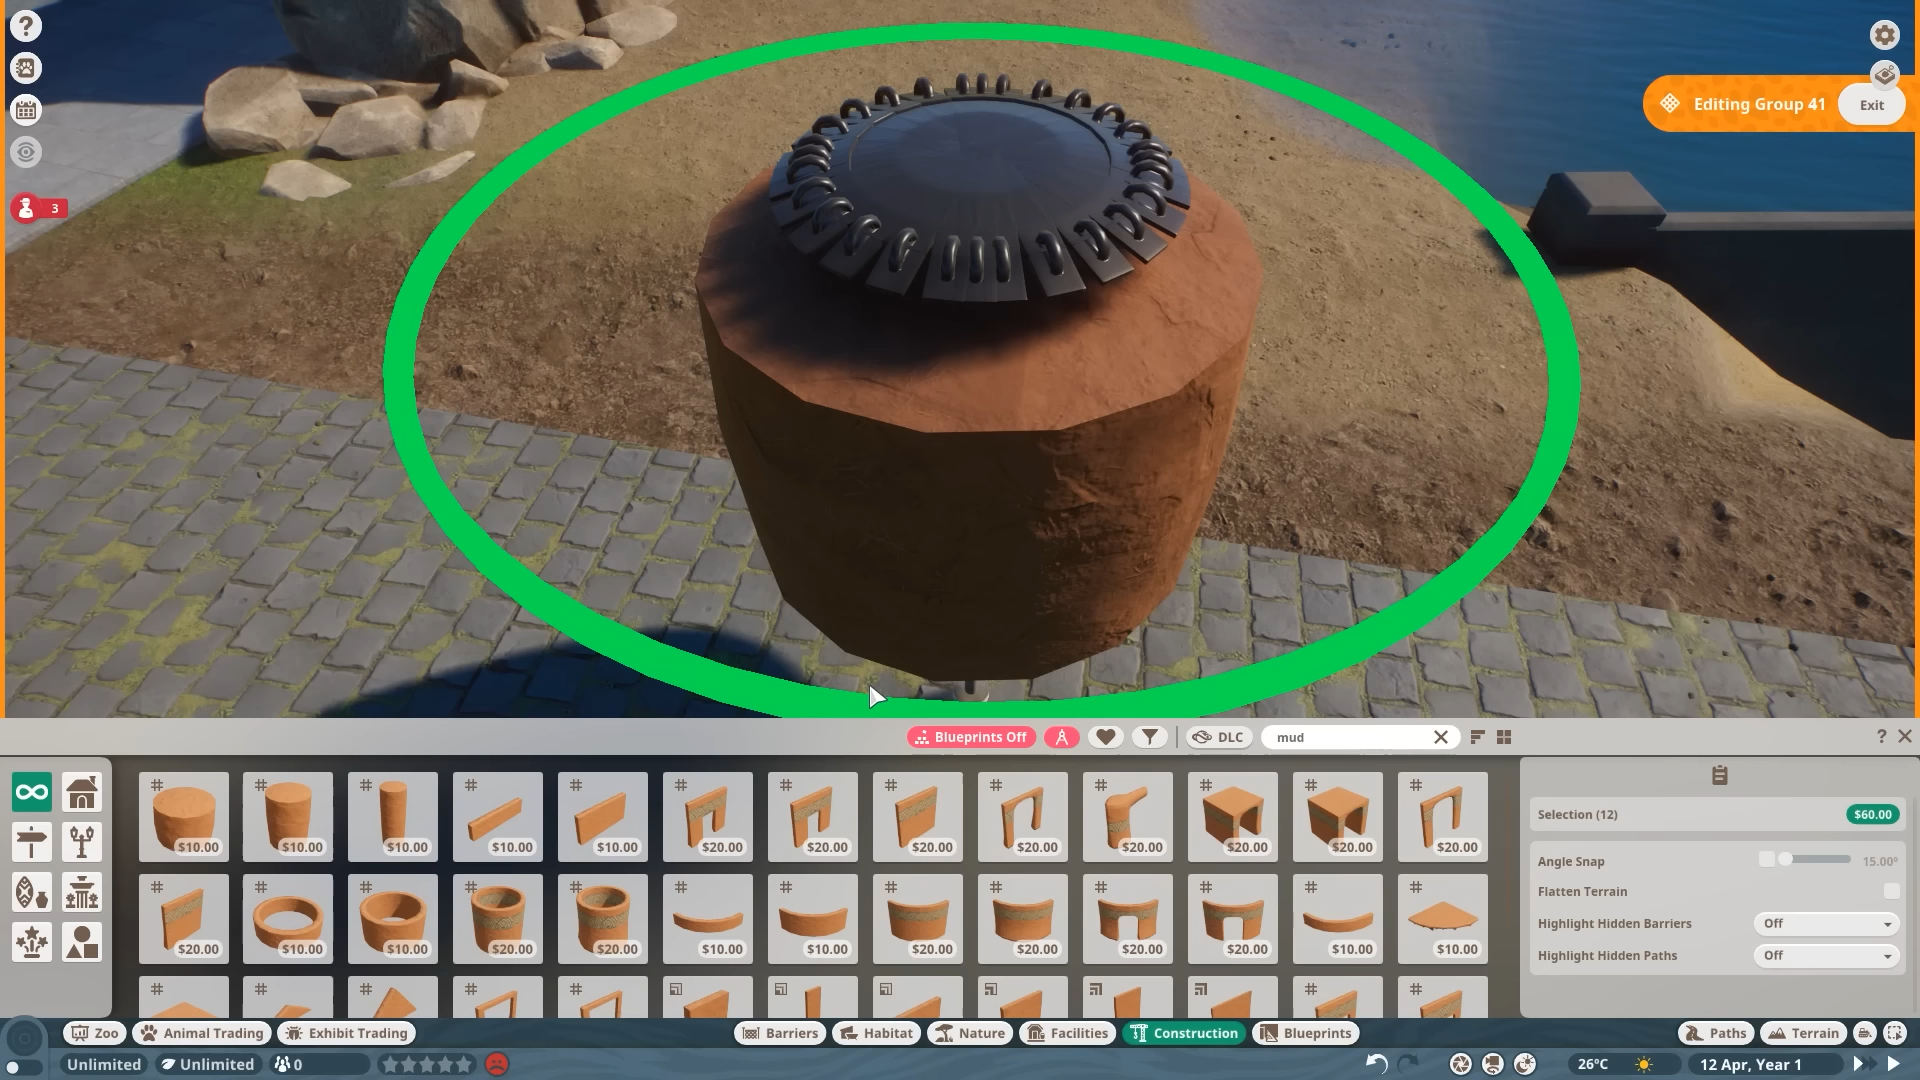 ?
Editing Group 41 Exit
3
Blueprints Off DLC mud ?
$10.00 $10.00 $10.00 $10.00 $10.00 $20.00 $20.00 $20.00 $20.00 $20.00 $20.00 $20.00 $20.00
$20.00 $10.00 $10.00 $20.00 $20.00 $10.00 $10.00 $20.00 $20.00 $20.00 $20.00 $10.00 $10.00
Selection (12) $60.00
Angle Snap 15.00°
Flatten Terrain
Highlight Hidden Barriers Off
Highlight Hidden Paths Off
Zoo Animal Trading Exhibit Trading Barriers Habitat Nature Facilities Construction Blueprints Paths Terrain
Unlimited Unlimited 0 26°C 12 Apr, Year 1